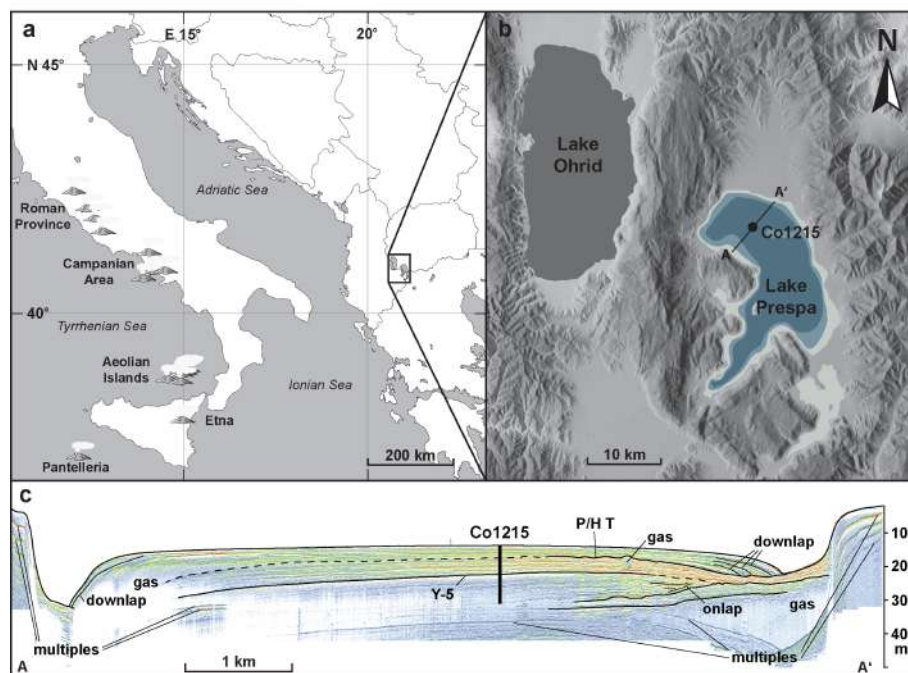 a
E 15°
20°
N 45°
Adriatic Sea
Roman
Province
Campanian
Area
40°
Tyrrhenian Sea
Aeolian
Islands
Ionian Sea
Etna
Pantelleria
200 km
b
N
Lake
Ohrid
A'
Co1215
A
Lake
Prespa
10 km
c
Co1215
P/H T
gas
downlap
10
20
30
40
m
gas
downlap
Y-5
onlap
gas
multiples
multiples
A
1 km
A'